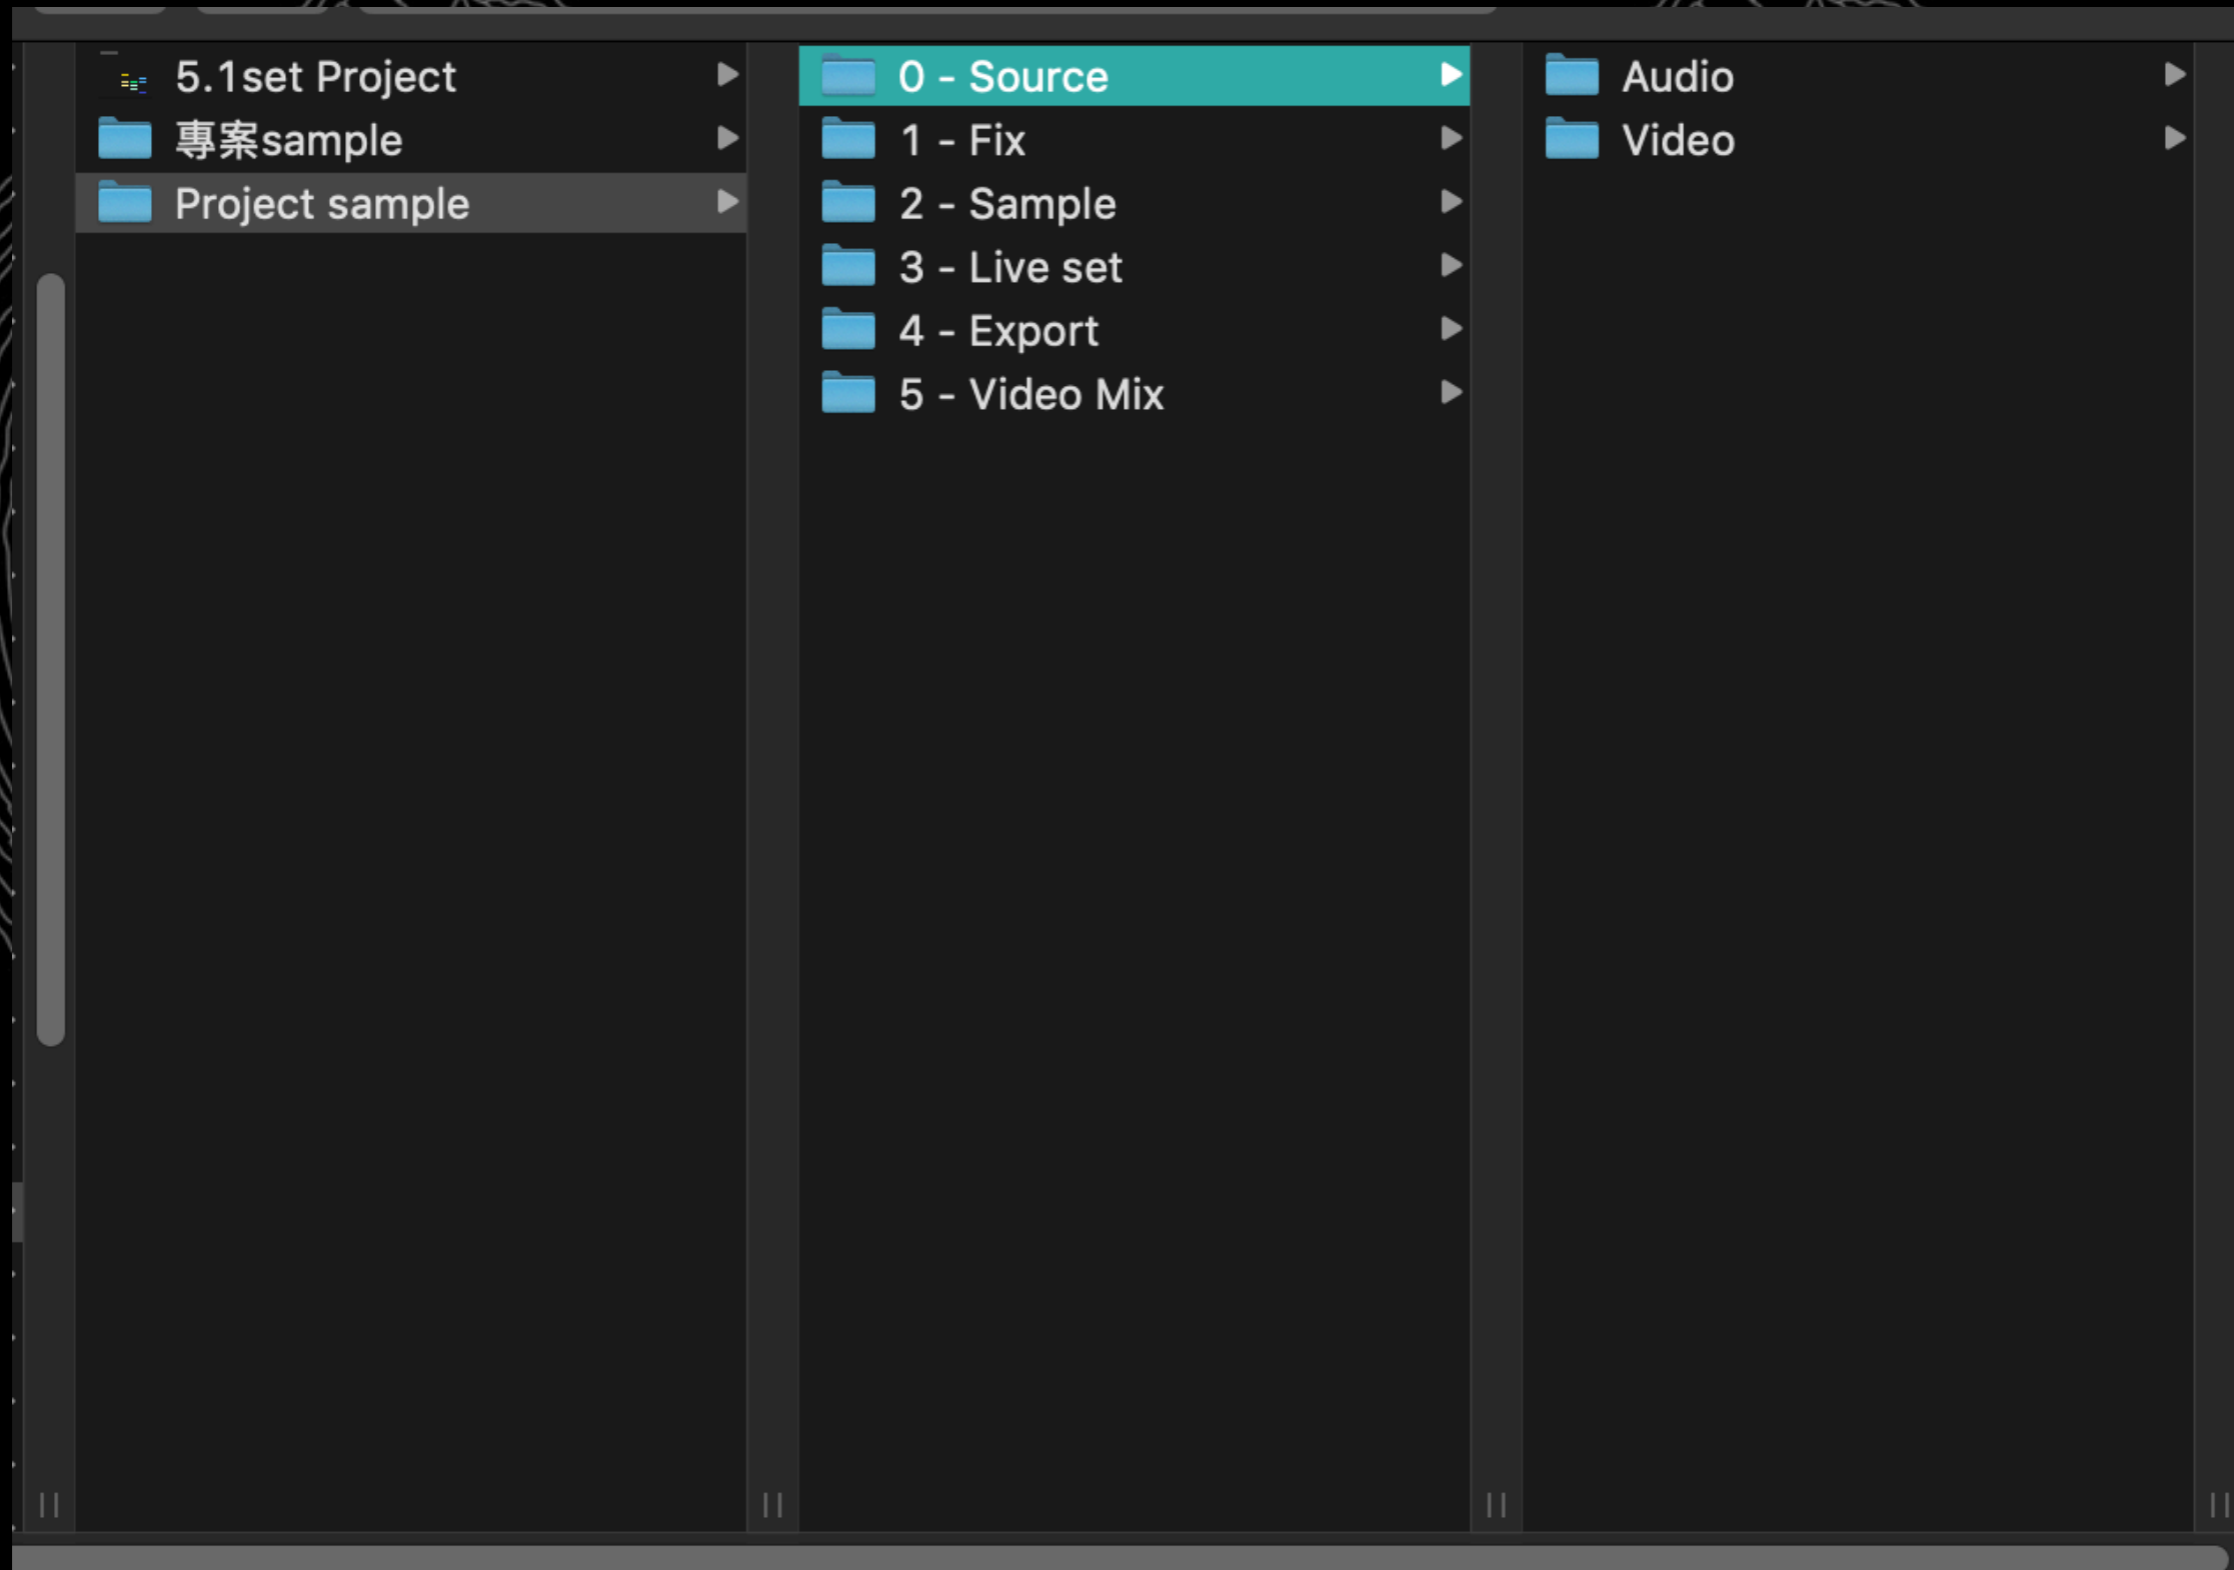 5.1set Project
專案sample
Project sample
0 - Source
1 - Fix
2 - Sample
3 - Live set
4 - Export
5 - Video Mix
Audio
Video